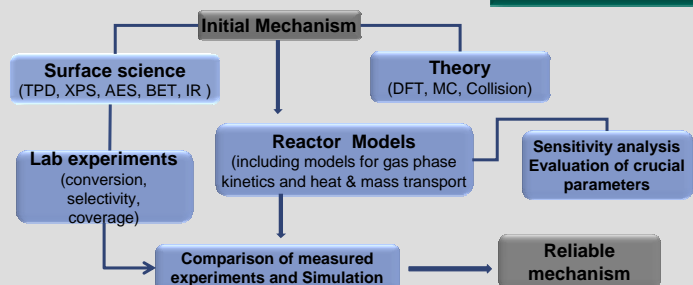 Initial Mechanism
Surface science
(TPD, XPS, AES, BET, IR )
Theory
(DFT, MC, Collision)
Reactor Models
(including models for gas phase
kinetics and heat & mass transport
Sensitivity analysis
Evaluation of crucial
parameters
Lab experiments
(conversion,
selectivity,
coverage)
Comparison of measured
experiments and Simulation
Reliable
mechanism